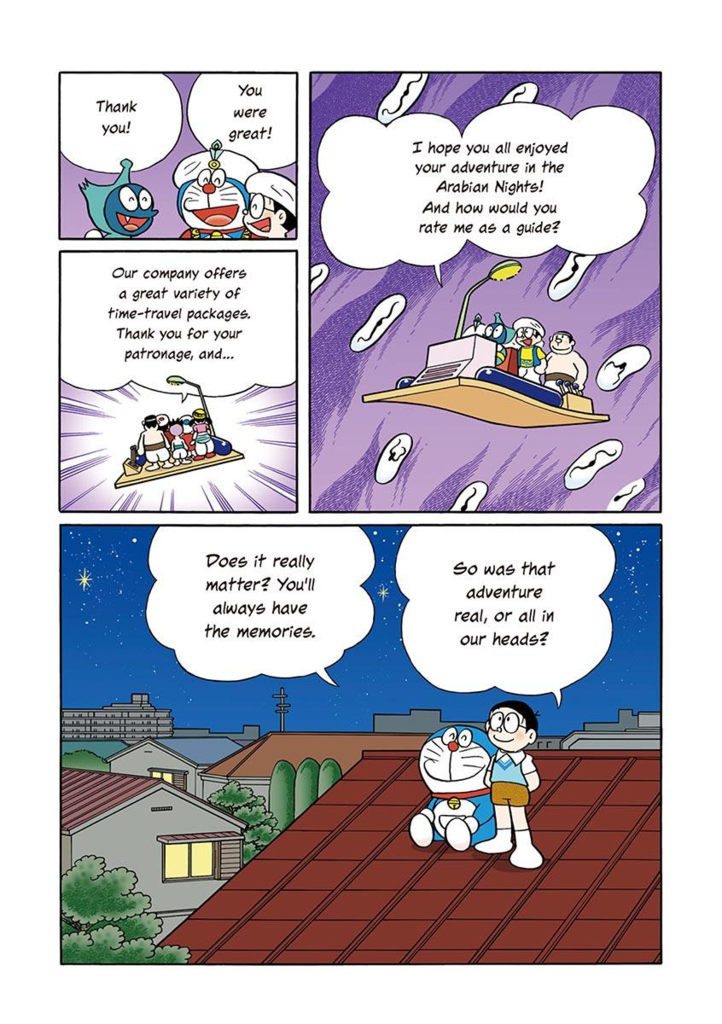 I hope you all enjoyed
your adventure in the
Arabian Nights!
And how would you
rate me as a guide?
You
were
great!
Thank
you!
Our company offers
a great variety of
time-travel packages.
Thank you for your
patronage, and...
So was that
adventure
real, or all in
our heads?
Does it really
matter? You'll
always have
the memories.